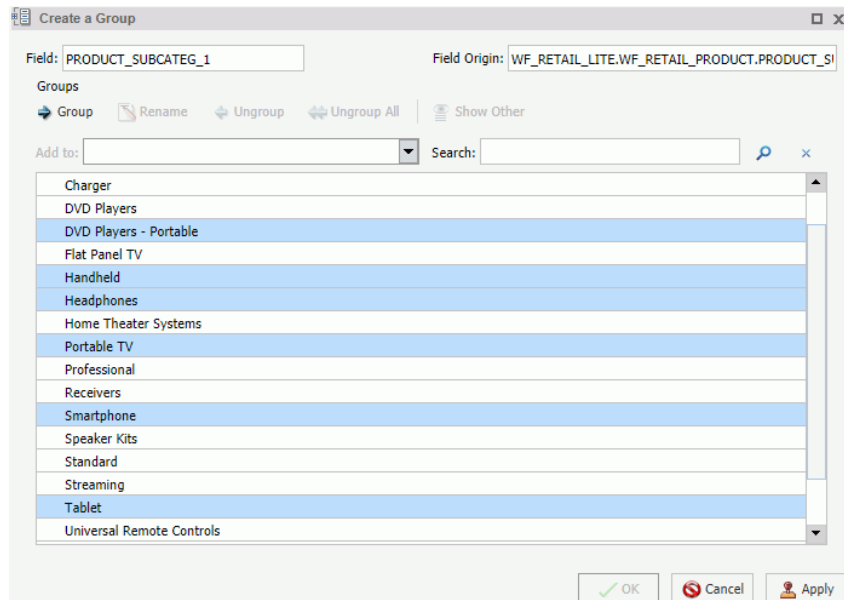 Create a Group
Field: PRODUCT_SUBCATEG_1 Field Origin: WF_RETAIL_LITE.WF_RETAIL_PRODUCT.PRODUCT_SU
Groups
Group Rename Ungroup Ungroup All Show Other
Add to: Search:
Charger
DVD Players
DVD Players - Portable
Flat Panel TV
Handheld
Headphones
Home Theater Systems
Portable TV
Professional
Receivers
Smartphone
Speaker Kits
Standard
Streaming
Tablet
Universal Remote Controls
OK Cancel Apply